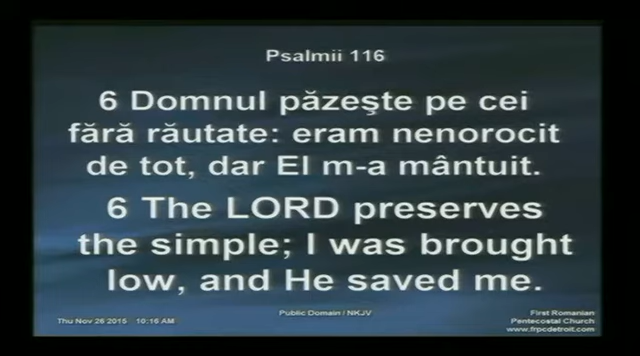 Psalmii 116
6 Domnul păzeşte pe cei
fără răutate: eram nenorocit
de tot, dar El m-a mântuit.
6 The LORD preserves
the simple; I was brought
low, and He saved me.
Public Domain / NKJV
Thu Nov 26 2015 10:16 AM
First Romanian
Pentecostal Church
www.frpcdetroit.com